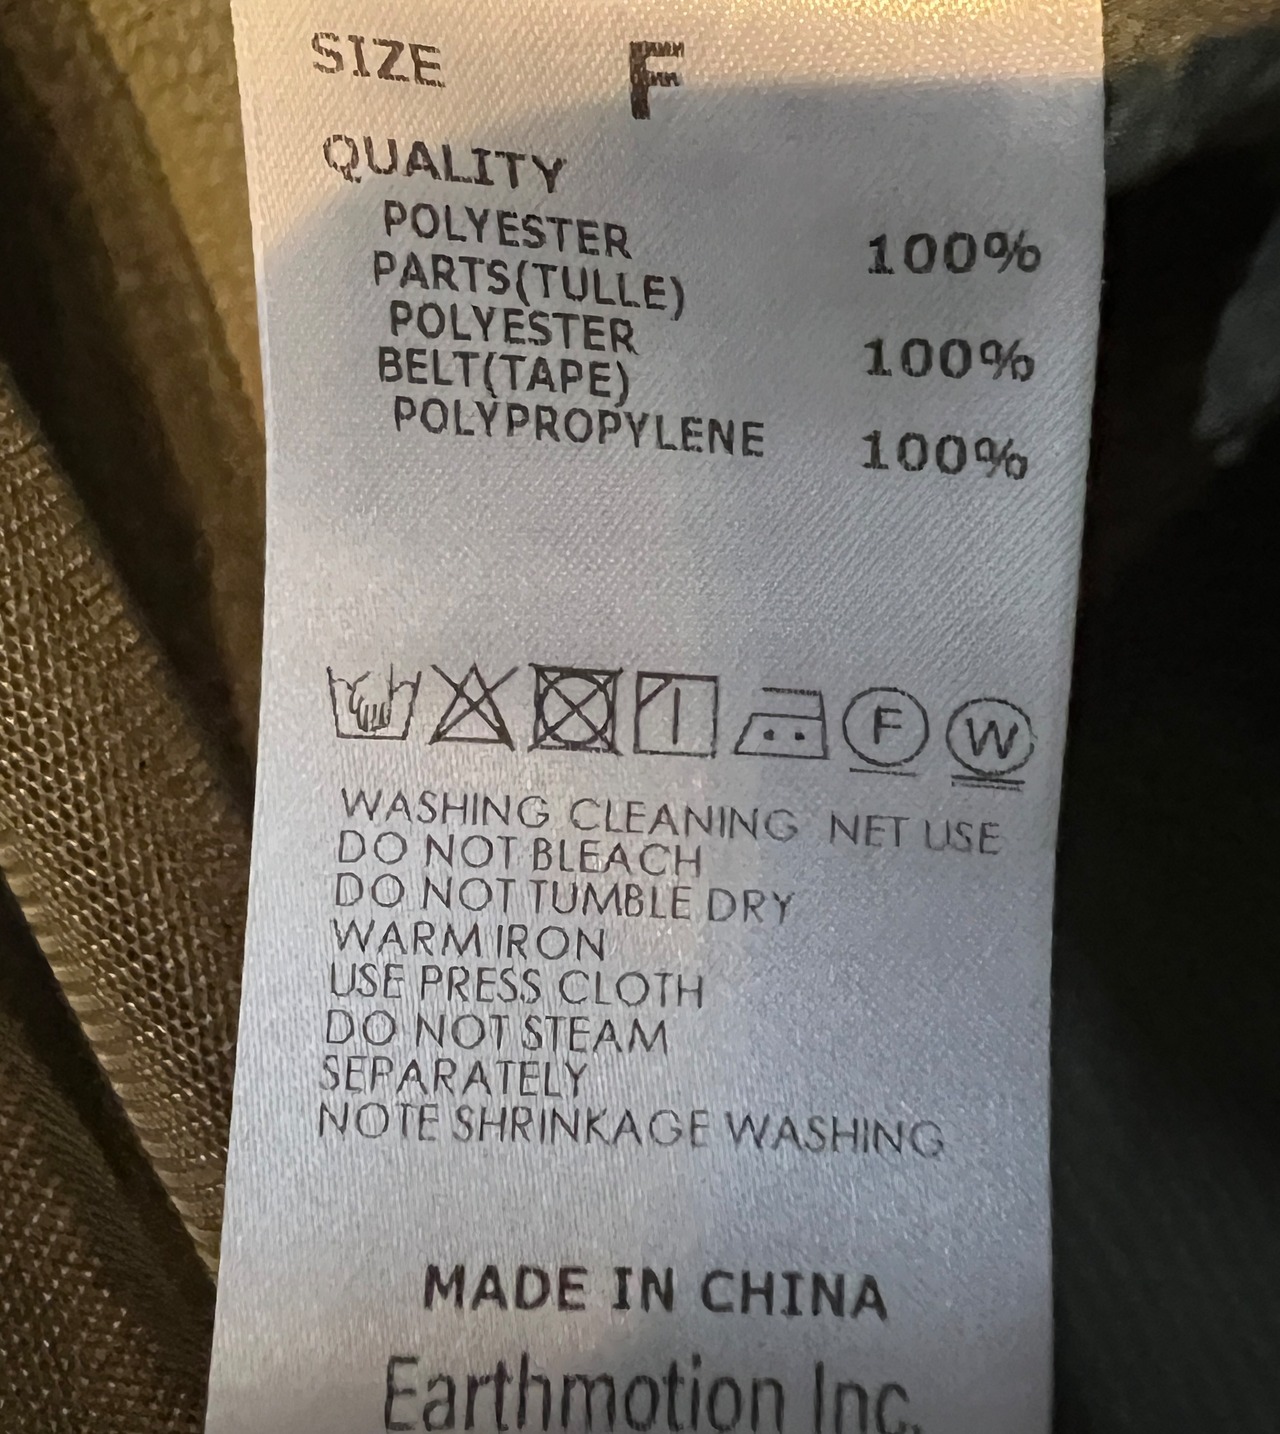 SIZE F
QUALITY
POLYESTER 100%
PARTS(TULLE)
POLYESTER 100%
BELT(TAPE)
POLYPROPYLENE 100%
F W
WASHING CLEANING NET USE
DO NOT BLEACH
DO NOT TUMBLE DRY
WARM IRON
USE PRESS CLOTH
DO NOT STEAM
SEPARATELY
NOTE SHRINKAGE WASHING
MADE IN CHINA
Earthmotion Inc.